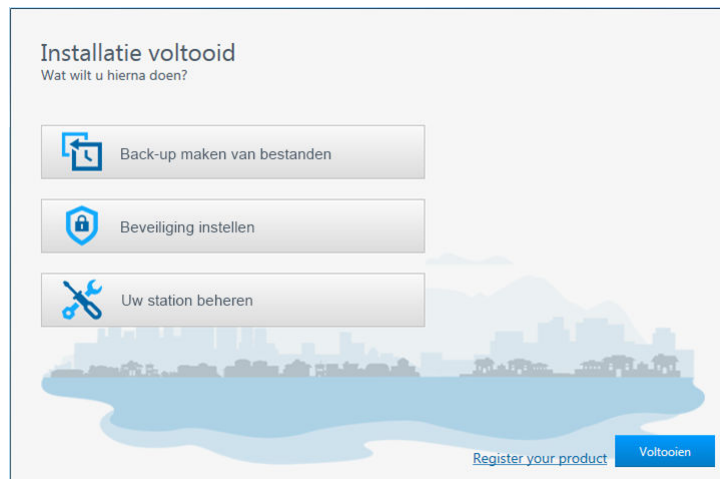 Installatie voltooid
Wat wilt u hierna doen?
Back-up maken van bestanden
Beveiliging instellen
Uw station beheren
Register your product
Voltooien